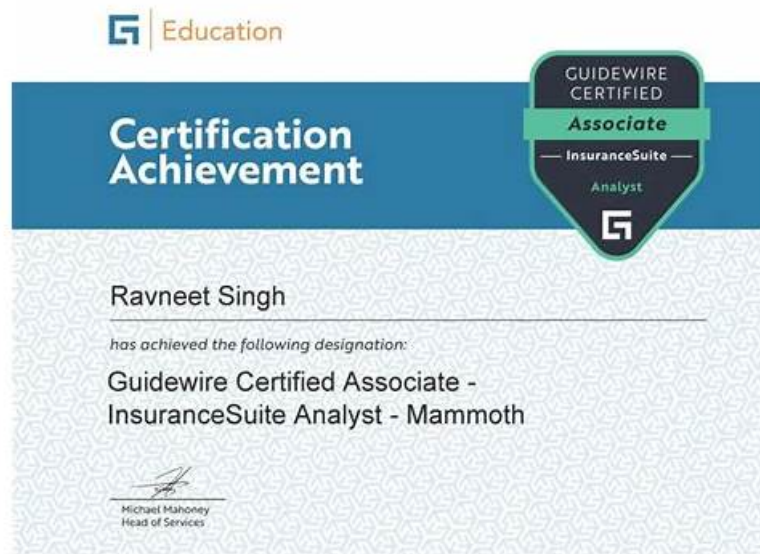 Education
GUIDEWIRE
CERTIFIED
Associate
InsuranceSuite
Analyst
Certification
Achievement
Ravneet Singh
has achieved the following designation:
Guidewire Certified Associate -
InsuranceSuite Analyst - Mammoth
Michael Mahoney
Head of Services